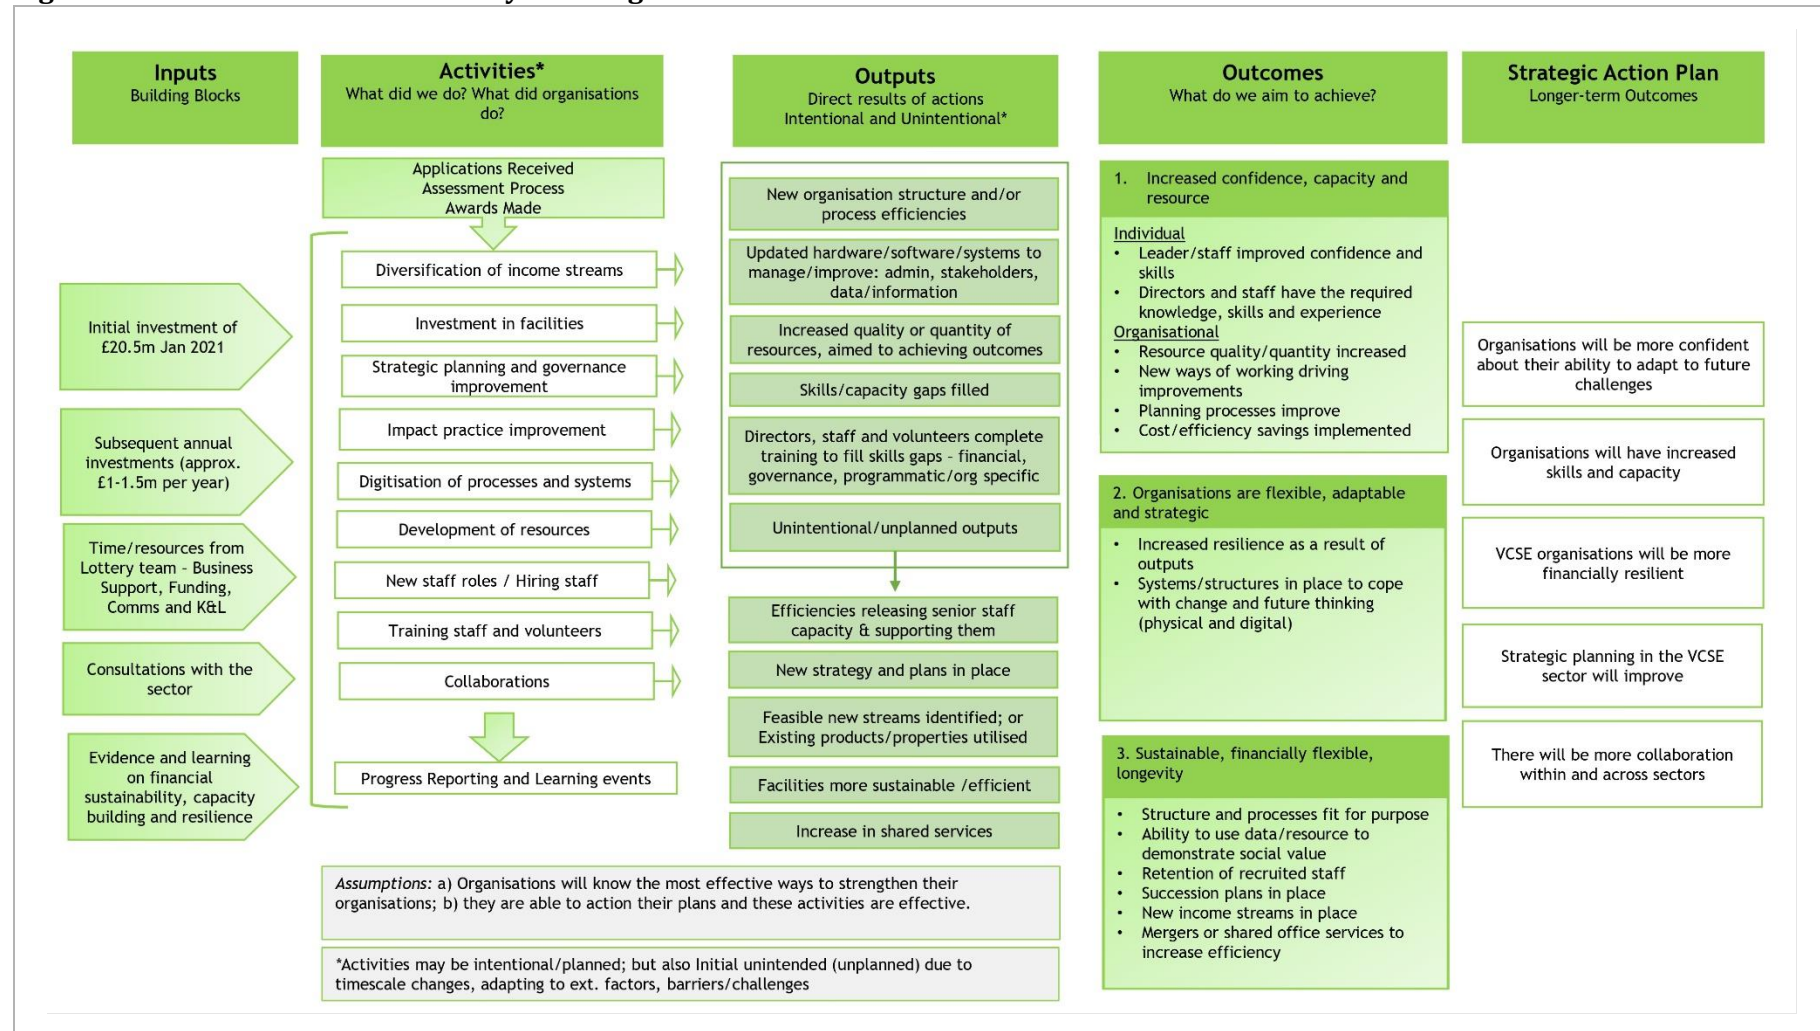 Inputs
Building Blocks
Initial investment of
£20.5m Jan 2021
Subsequent annual
investments (approx.
£1-1.5m per year)
Time/resources from
Lottery team - Business
Support, Funding,
Comms and K&L
Consultations with the
sector
Evidence and learning
on financial
sustainability, capacity
building and resilience
Activities*
What did we do? What did organisations
do?
Applications Received
Assessment Process
Awards Made
Diversification of income streams
Investment in facilities
Strategic planning and governance
improvement
Impact practice improvement
Digitisation of processes and systems
Development of resources
New staff roles / Hiring staff
Training staff and volunteers
Collaborations
Progress Reporting and Learning events
Outputs
Direct results of actions
Intentional and Unintentional*
New organisation structure and/or
process efficiencies
Updated hardware/software/systems to
manage/improve: admin, stakeholders,
data/information
Increased quality or quantity of
resources, aimed to achieving outcomes
Skills/capacity gaps filled
Directors, staff and volunteers complete
training to fill skills gaps - financial,
governance, programmatic/org specific
Unintentional/unplanned outputs
Efficiencies releasing senior staff
capacity & supporting them
New strategy and plans in place
Feasible new streams identified; or
Existing products/properties utilised
Facilities more sustainable /efficient
Increase in shared services
Assumptions: a) Organisations will know the most effective ways to strengthen their
organisations; b) they are able to action their plans and these activities are effective.
*Activities may be intentional/planned; but also Initial unintended (unplanned) due to
timescale changes, adapting to ext. factors, barriers/challenges
Outcomes
What do we aim to achieve?
1. Increased confidence, capacity and
resource
Individual
• Leader/staff improved confidence and
skills
• Directors and staff have the required
knowledge, skills and experience
Organisational
• Resource quality/quantity increased
• New ways of working driving
improvements
• Planning processes improve
• Cost/efficiency savings implemented
2. Organisations are flexible, adaptable
and strategic
• Increased resilience as a result of
outputs
• Systems/structures in place to cope
with change and future thinking
(physical and digital)
3. Sustainable, financially flexible,
longevity
• Structure and processes fit for purpose
• Ability to use data/resource to
demonstrate social value
• Retention of recruited staff
• Succession plans in place
• New income streams in place
• Mergers or shared office services to
increase efficiency
Strategic Action Plan
Longer-term Outcomes
Organisations will be more confident
about their ability to adapt to future
challenges
Organisations will have increased
skills and capacity
VCSE organisations will be more
financially resilient
Strategic planning in the VCSE
sector will improve
There will be more collaboration
within and across sectors